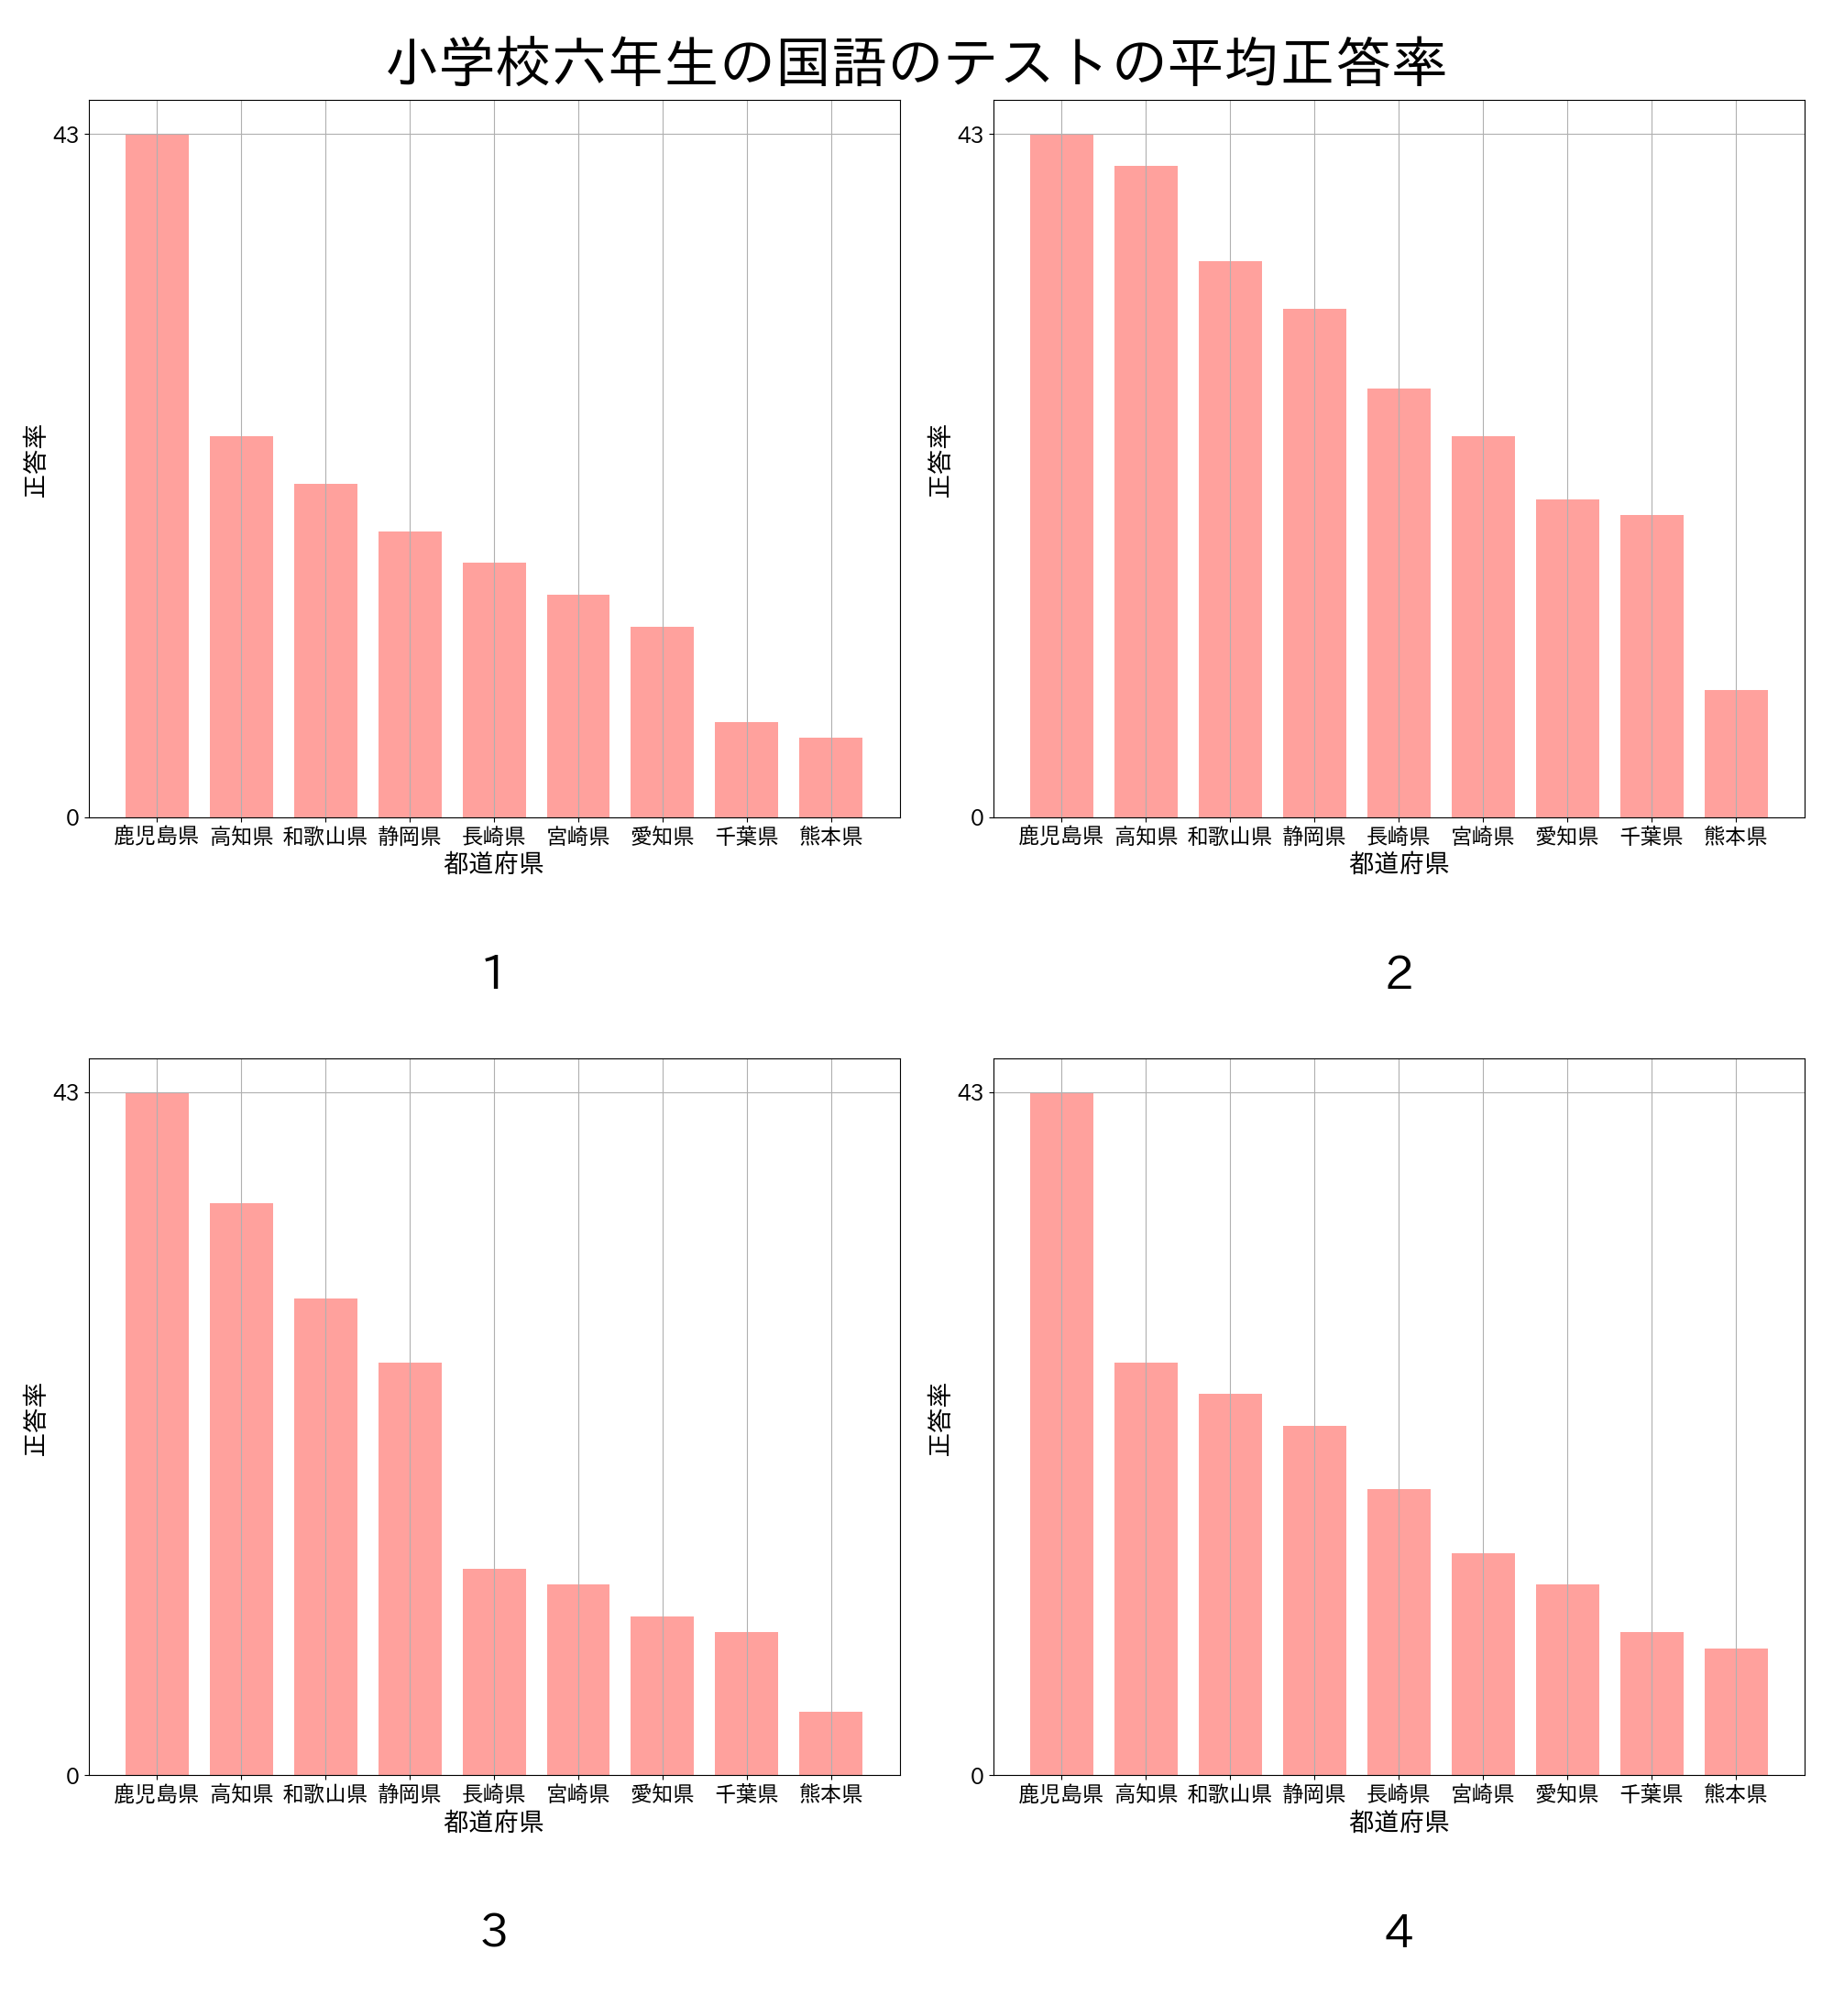 小学校六年生の国語のテストの平均正答率
43
0
正答率
鹿児島県 高知県 和歌山県 静岡県 長崎県 宮崎県 愛知県 千葉県 熊本県
都道府県
1
43
0
正答率
鹿児島県 高知県 和歌山県 静岡県 長崎県 宮崎県 愛知県 千葉県 熊本県
都道府県
2
43
0
正答率
鹿児島県 高知県 和歌山県 静岡県 長崎県 宮崎県 愛知県 千葉県 熊本県
都道府県
3
43
0
正答率
鹿児島県 高知県 和歌山県 静岡県 長崎県 宮崎県 愛知県 千葉県 熊本県
都道府県
4